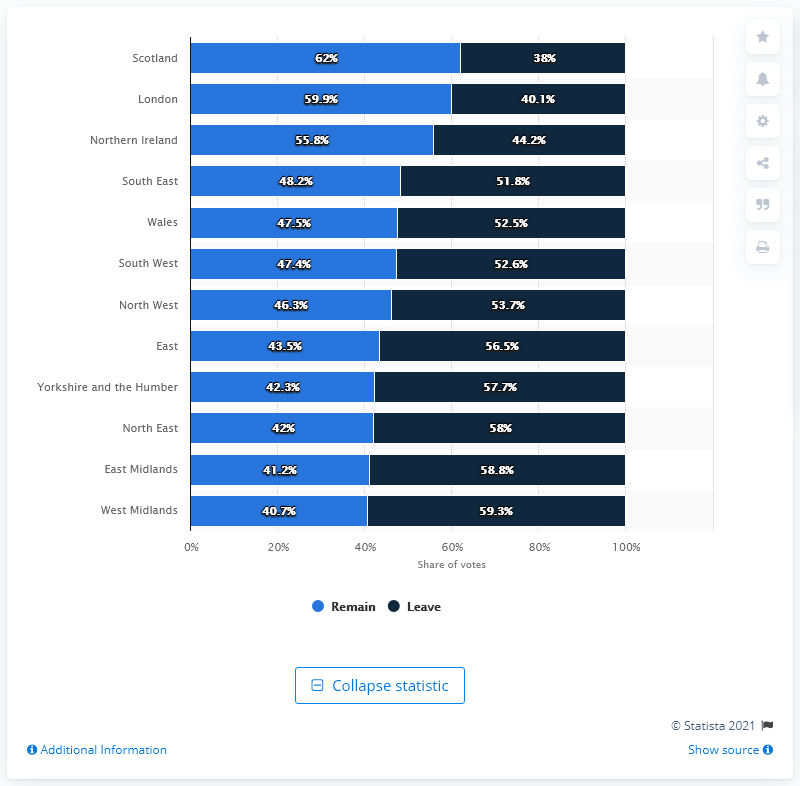 Scotland 62% 38%
London 59.9% 40.1%
Northern Ireland 55.8% 44.2%
South East 48.2% 51.8%
Wales 47.5% 52.5%
South West 47.4% 52.6%
North West 46.3% 53.7%
East 43.5% 56.5%
Yorkshire and the Humber 42.3% 57.7%
North East 42% 58%
East Midlands 41.2% 58.8%
West Midlands 40.7% 59.3%
0% 20% 40% 60% 80% 100%
Share of votes
Remain Leave
Collapse statistic
© Statista 2021
Additional Information Show source